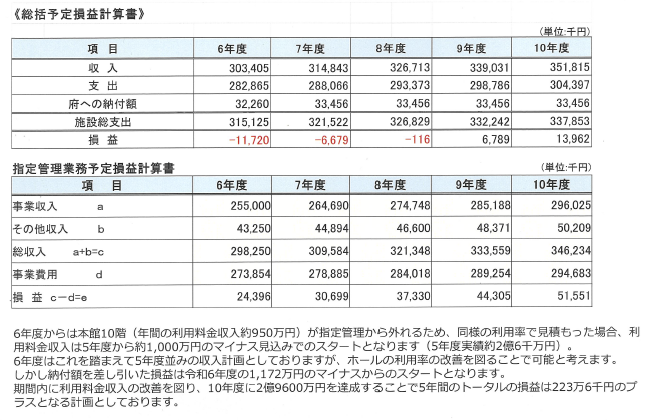 《総括予定損益計算書》
(単位:千円)
項 目 6年度 7年度 8年度 9年度 10年度
収 入 303,405 314,843 326,713 339,031 351,815
支 出 282,865 288,066 293,373 298,786 304,397
府への納付額 32,260 33,456 33,456 33,456 33,456
施設総支出 315,125 321,522 326,829 332,242 337,853
損 益 -11,720 -6,679 -116 6,789 13,962
指定管理業務予定損益計算書 (単位:千円)
項 目 6年度 7年度 8年度 9年度 10年度
事業収入 a 255,000 264,690 274,748 285,188 296,025
その他収入 b 43,250 44,894 46,600 48,371 50,209
総収入 a+b=c 298,250 309,584 321,348 333,559 346,234
事業費用 d 273,854 278,885 284,018 289,254 294,683
損 益 c-d=e 24,396 30,699 37,330 44,305 51,551
6年度からは本館10階（年間の利用料金収入約950万円）が指定管理から外れるため、同様の利用率で見積もった場合、利
用料金収入は5年度から約1,000万円のマイナス見込みでのスタートとなります（5年度実績約2億6千万円）。
6年度はこれを踏まえて5年度並みの収入計画としておりますが、ホールの利用率の改善を図ることで可能と考えます。
しかし納付額を差し引いた損益は令和6年度の1,172万円のマイナスからのスタートとなります。
期間内に利用料金収入の改善を図り、10年度に2億9600万円を達成することで5年間のトータルの損益は223万6千円のプ
ラスとなる計画としております。